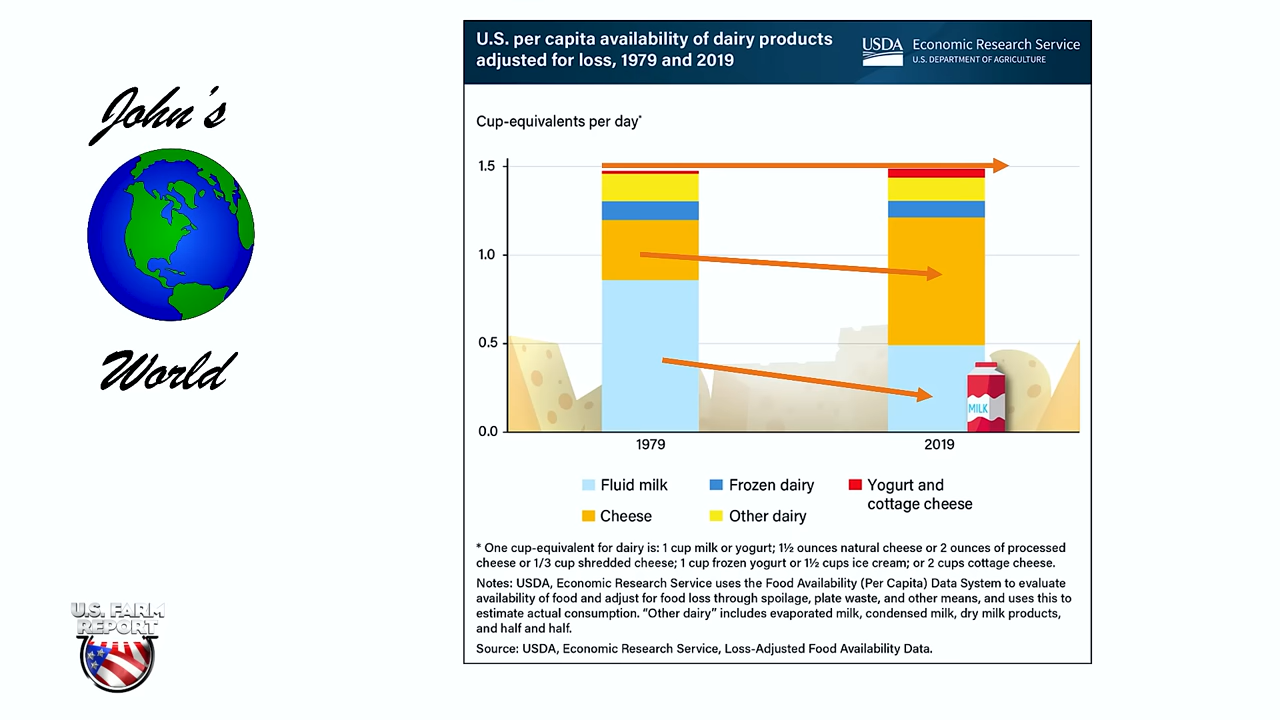 John's
World
U.S. FARM
REPORT
U.S. per capita availability of dairy products
adjusted for loss, 1979 and 2019
USDA Economic Research Service
U.S. DEPARTMENT OF AGRICULTURE
Cup-equivalents per day*
1.5
1.0
0.5
0.0
MILK
1979 2019
Fluid milk Frozen dairy Yogurt and
cottage cheese
Cheese Other dairy
* One cup-equivalent for dairy is: 1 cup milk or yogurt; 1½ ounces natural cheese or 2 ounces of processed
cheese or 1/3 cup shredded cheese; 1 cup frozen yogurt or 1½ cups ice cream; or 2 cups cottage cheese.
Notes: USDA, Economic Research Service uses the Food Availability (Per Capita) Data System to evaluate
availability of food and adjust for food loss through spoilage, plate waste, and other means, and uses this to
estimate actual consumption. "Other dairy" includes evaporated milk, condensed milk, dry milk products,
and half and half.
Source: USDA, Economic Research Service, Loss-Adjusted Food Availability Data.